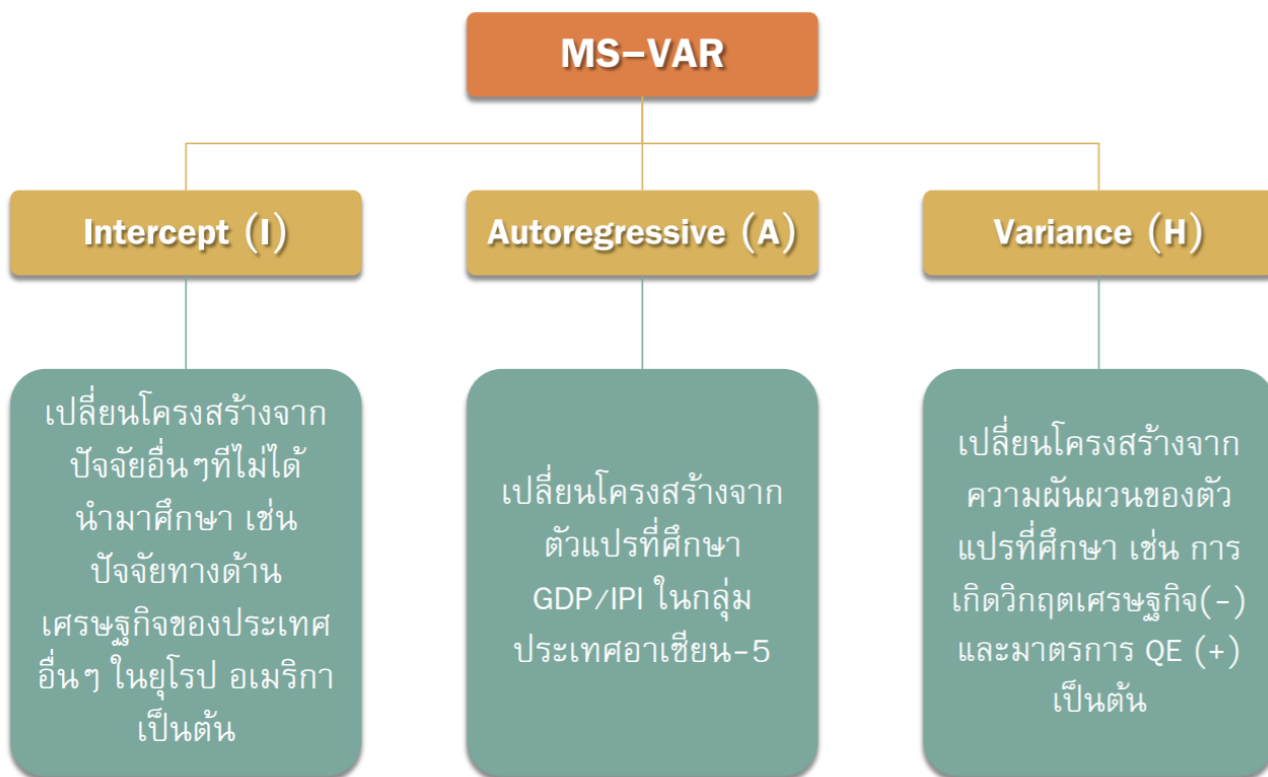 MS-VAR
Intercept (I)
Autoregressive (A)
Variance (H)
เปลี่ยนโครงสร้างจาก
ปัจจัยอื่นๆที่ไม่ได้
นำมาศึกษา เช่น
ปัจจัยทางด้าน
เศรษฐกิจของประเทศ
อื่นๆ ในยุโรป อเมริกา
เป็นต้น
เปลี่ยนโครงสร้างจาก
ตัวแปรที่ศึกษา
GDP/IPI ในกลุ่ม
ประเทศอาเซียน-5
เปลี่ยนโครงสร้างจาก
ความผันผวนของตัว
แปรที่ศึกษา เช่น การ
เกิดวิกฤตเศรษฐกิจ(-)
และมาตรการ QE (+)
เป็นต้น